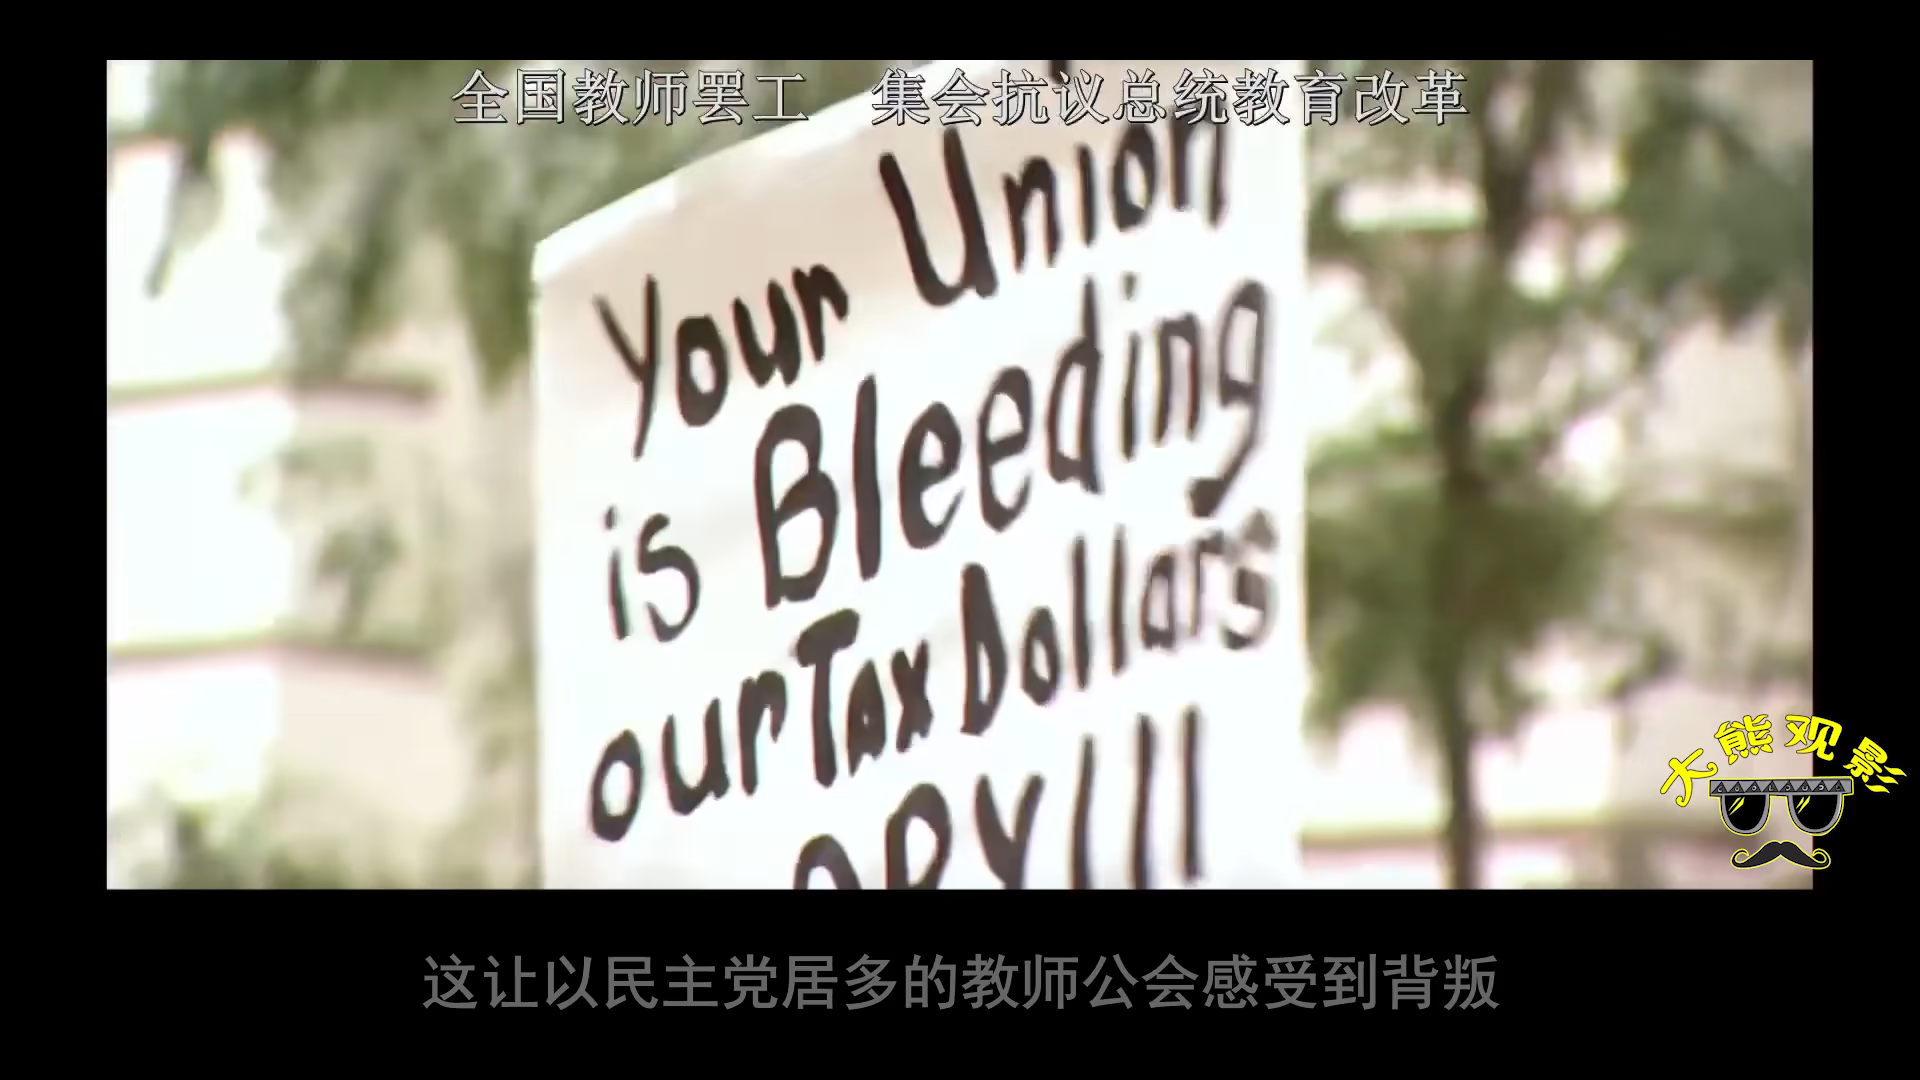 全国教师罢工 集会抗议总统教育改革
Your Union
is Bleeding
our Tax Dollars
DRY!!!
大熊观影
这让以民主党居多的教师公会感受到背叛